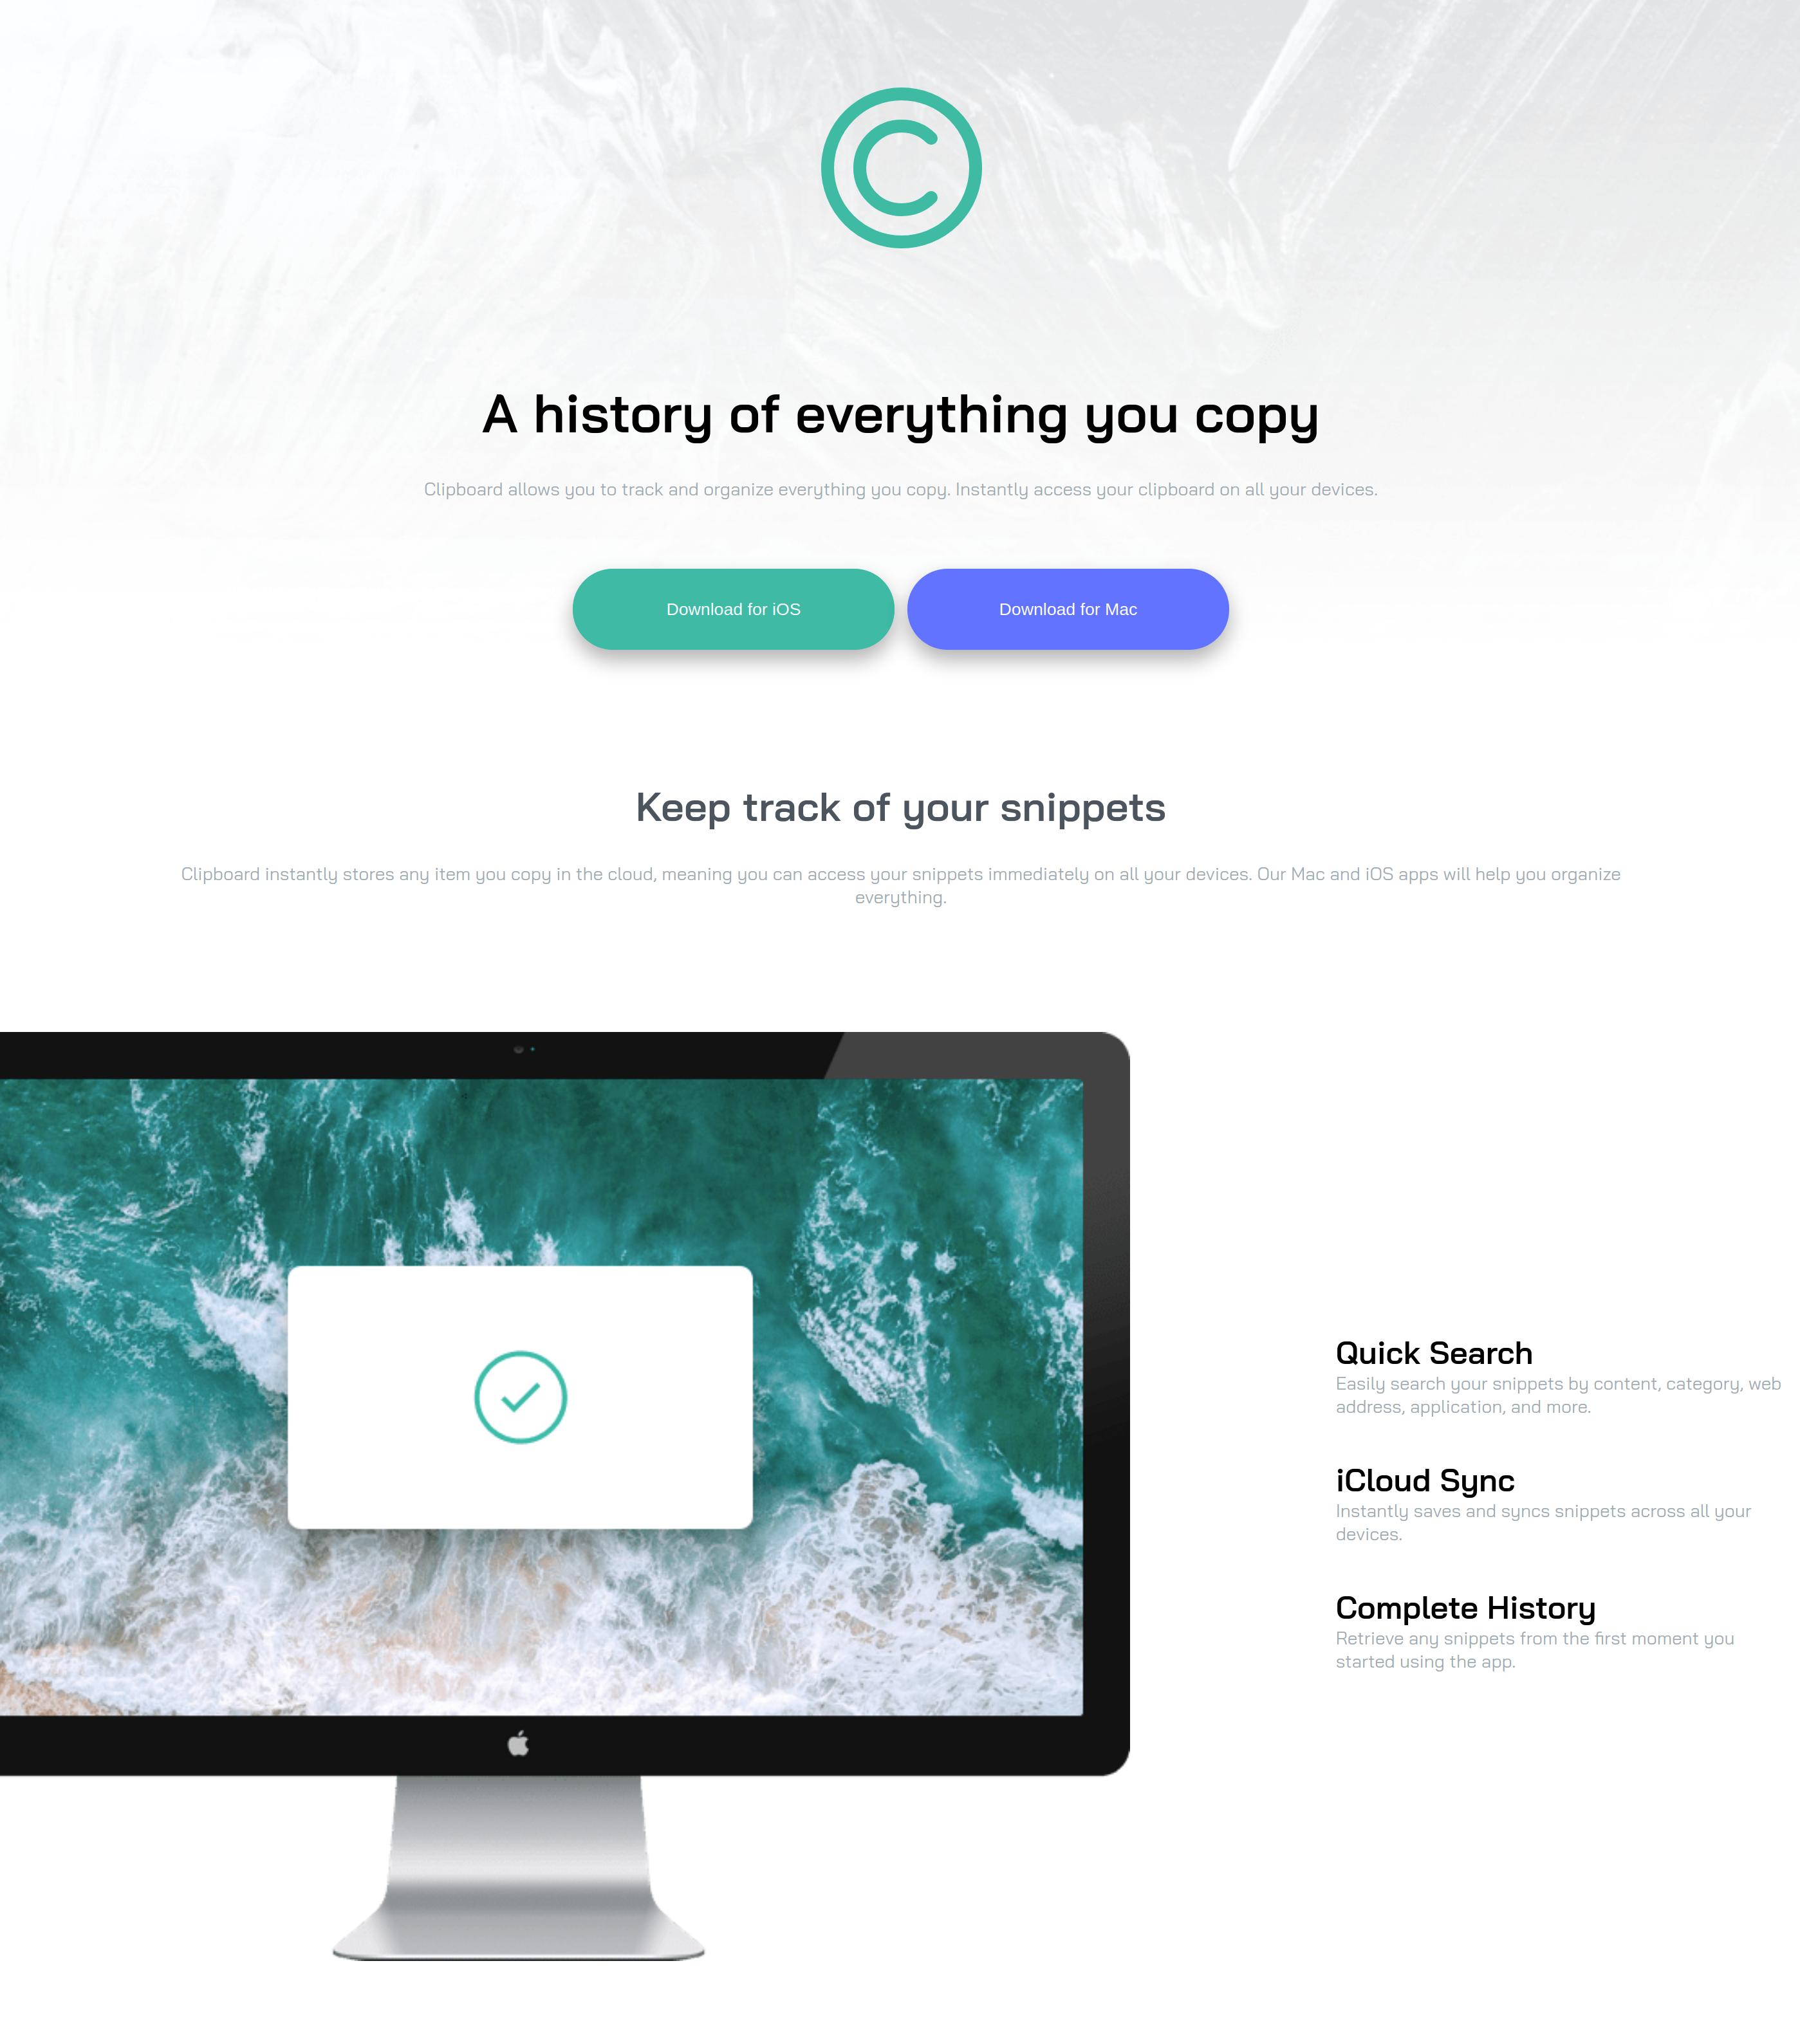 A history of everything you copy
Clipboard allows you to track and organize everything you copy. Instantly access your clipboard on all your devices.
Download for iOS
Download for Mac
Keep track of your snippets
Clipboard instantly stores any item you copy in the cloud, meaning you can access your snippets immediately on all your devices. Our Mac and iOS apps will help you organize
everything.
Quick Search
Easily search your snippets by content, category, web
address, application, and more.
iCloud Sync
Instantly saves and syncs snippets across all your
devices.
Complete History
Retrieve any snippets from the first moment you
started using the app.